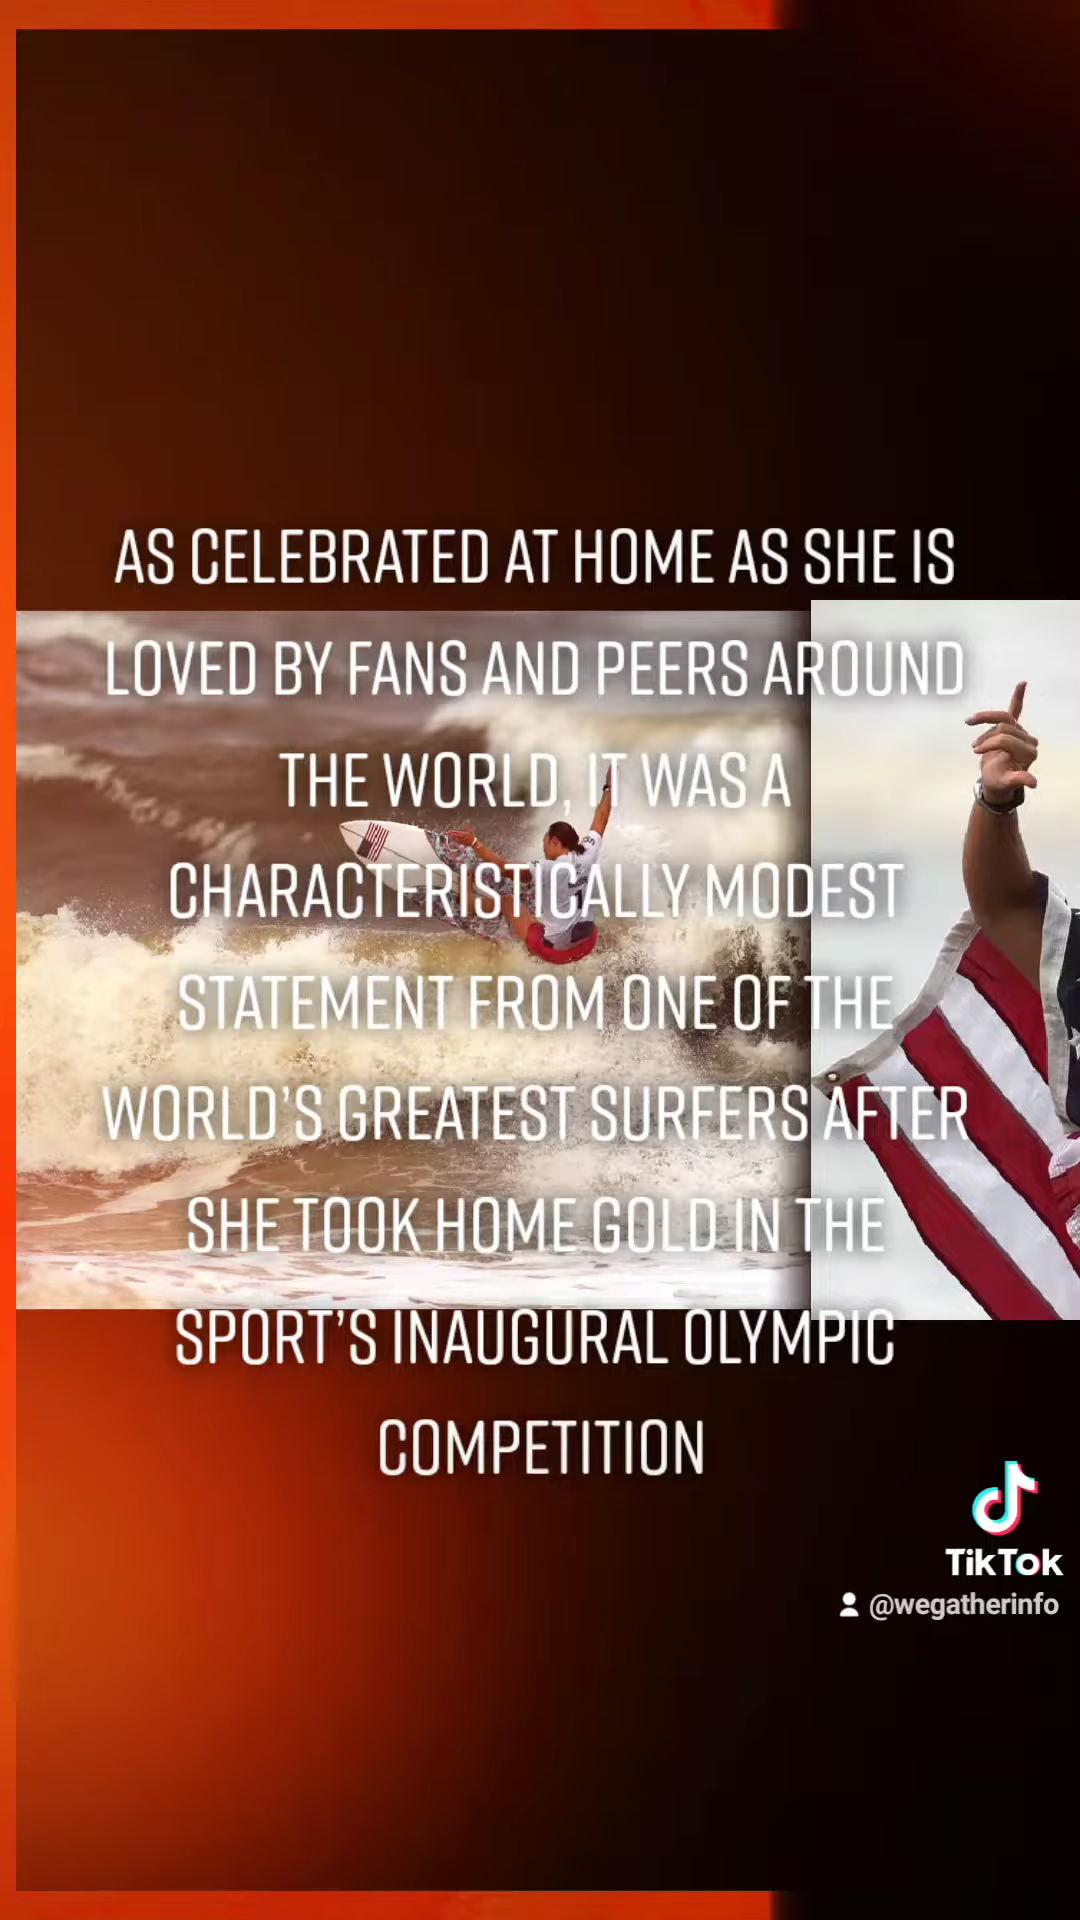 AS CELEBRATED AT HOME AS SHE IS
LOVED BY FANS AND PEERS AROUND
THE WORLD, IT WAS A
CHARACTERISTICALLY MODEST
STATEMENT FROM ONE OF THE
WORLD'S GREATEST SURFERS AFTER
SHE TOOK HOME GOLD IN THE
SPORT'S INAUGURAL OLYMPIC
COMPETITION
TikTok
@wegatherinfo